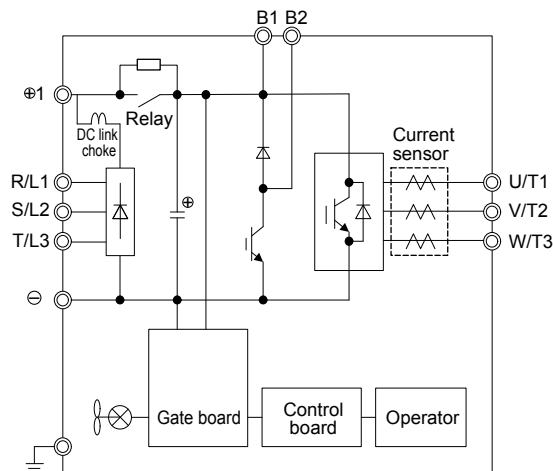 B1 B2
⊕1
Relay
DC link
choke
Current
sensor
R/L1
S/L2
T/L3
⊕
U/T1
V/T2
W/T3
⊖
Gate board
Control
board
Operator